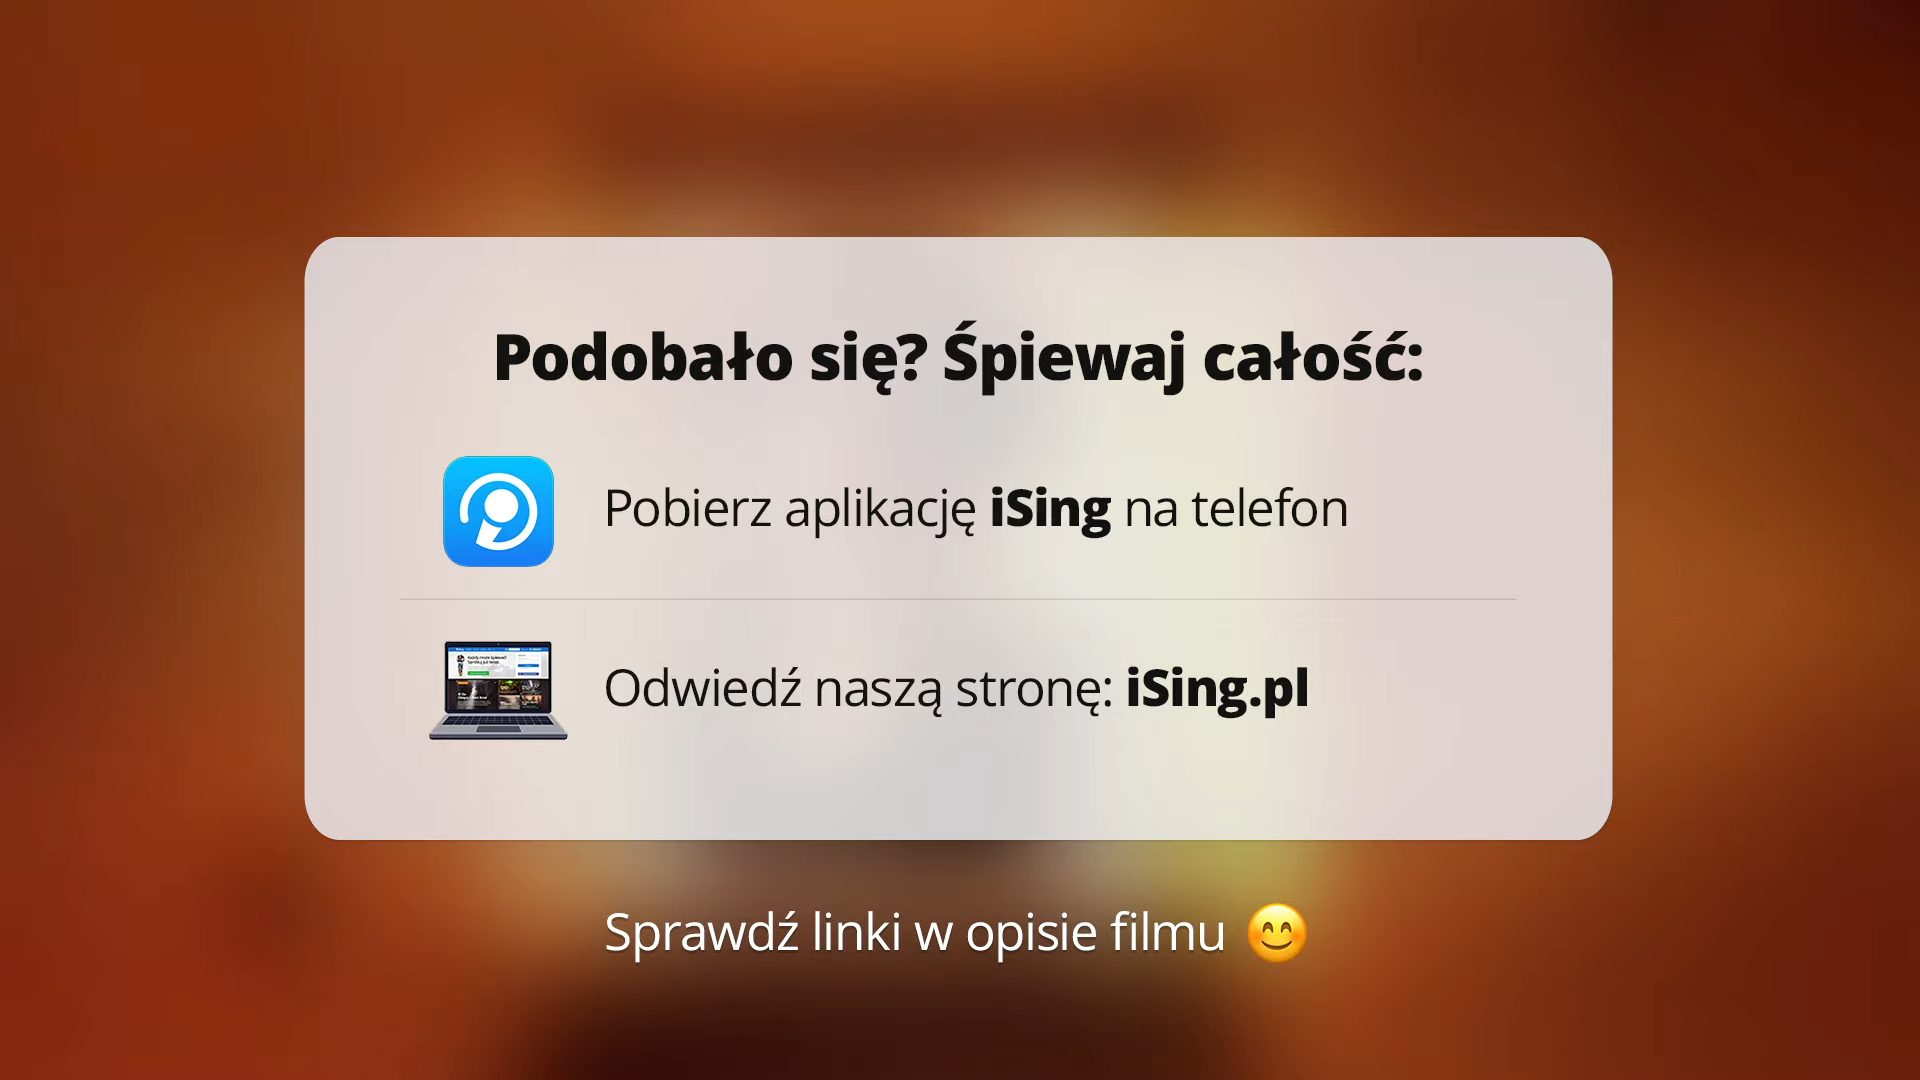 Podobało się? Śpiewaj całość:
Pobierz aplikację iSing na telefon
Odwiedź naszą stronę: iSing.pl
Sprawdź linki w opisie filmu 😊